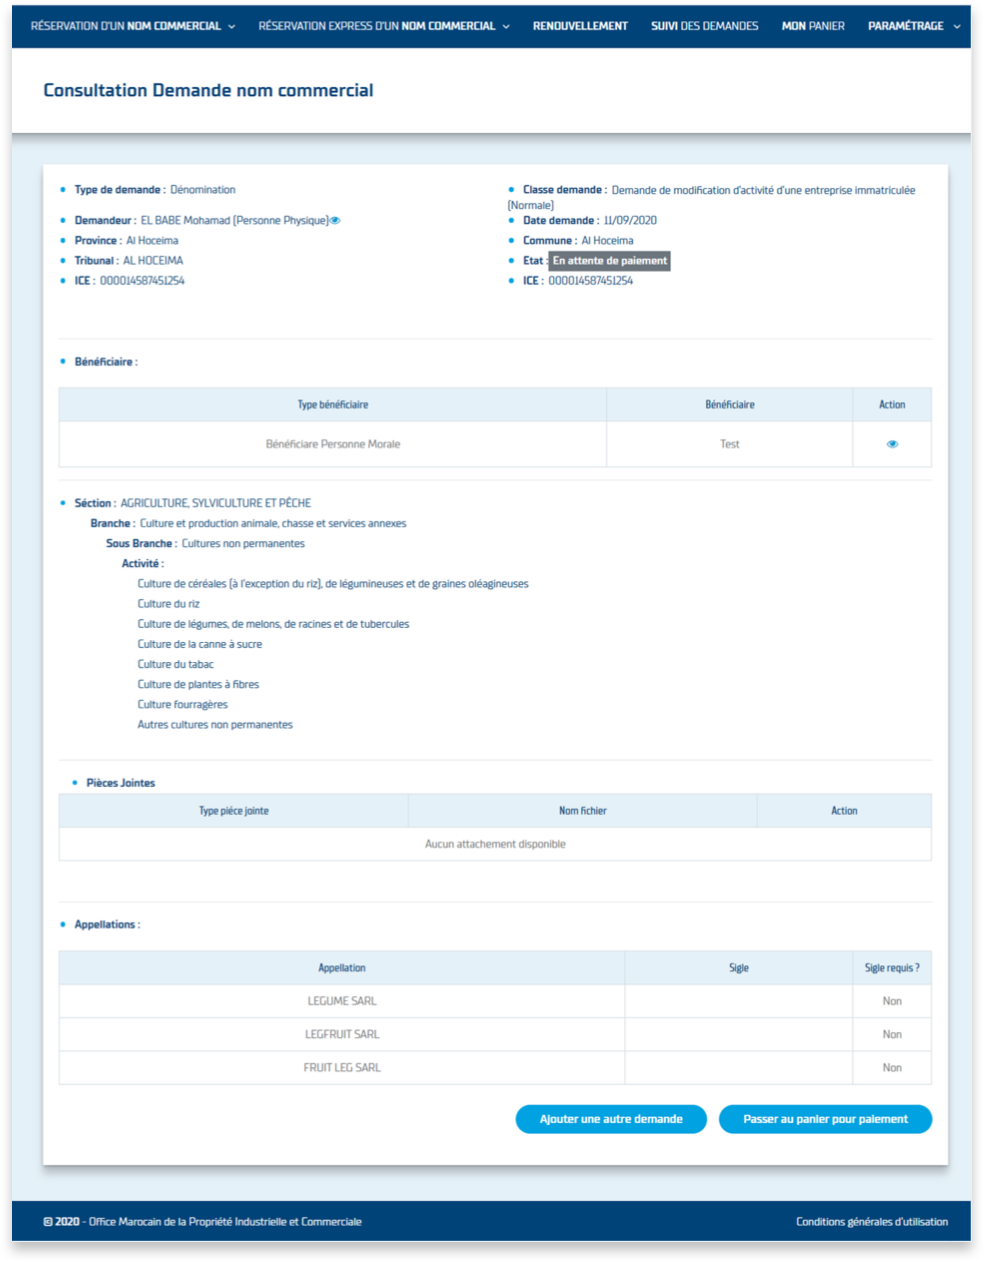 RÉSERVATION D'UN NOM COMMERCIAL RÉSERVATION EXPRESS D'UN NOM COMMERCIAL RENOUVELLEMENT SUIVI DES DEMANDES MON PANIER PARAMÉTRAGE
Consultation Demande nom commercial
Type de demande : Dénomination
Classe demande : Demande de modification d'activité d'une entreprise immatriculée
(Normale)
Demandeur : EL BABE Mohamad (Personne Physique)
Date demande : 11/09/2020
Province : Al Hoceima
Commune : Al Hoceima
Tribunal : AL HOCEIMA
Etat : En attente de paiement
ICE : 000014587451254
ICE : 000014587451254
Bénéficiaire :
Type bénéficiaire Bénéficiaire Action
Bénéficiare Personne Morale Test
Séction : AGRICULTURE, SYLVICULTURE ET PÊCHE
Branche : Culture et production animale, chasse et services annexes
Sous Branche : Cultures non permanentes
Activité :
Culture de céréales (à l'exception du riz), de légumineuses et de graines oléagineuses
Culture du riz
Culture de légumes, de melons, de racines et de tubercules
Culture de la canne à sucre
Culture du tabac
Culture de plantes à fibres
Culture fourragères
Autres cultures non permanentes
Pièces Jointes
Type piéce jointe Nom fichier Action
Aucun attachement disponible
Appellations :
Appellation Sigle Sigle requis ?
LEGUME SARL Non
LEGFRUIT SARL Non
FRUIT LEG SARL Non
Ajouter une autre demande Passer au panier pour paiement
© 2020 - Office Marocain de la Propriété Industrielle et Commerciale Conditions générales d'utilisation